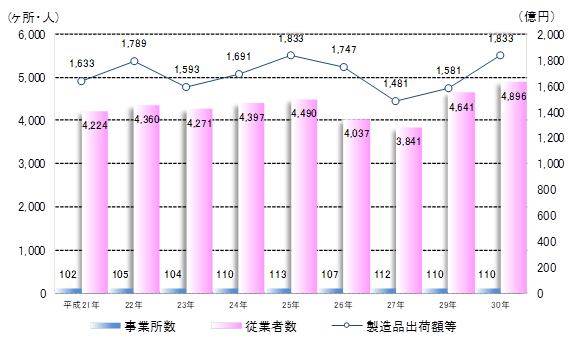 (ヶ所・人) (億円)
6,000 2,000
5,000 1,800
4,000 1,600
3,000 1,400
2,000 1,200
1,000 1,000
0 800
600
400
200
0
1,633 1,789 1,593 1,691 1,833 1,747 1,481 1,581 1,833
4,224 4,360 4,271 4,397 4,490 4,037 3,841 4,641 4,896
102 105 104 110 113 107 112 110 110
平成21年 22年 23年 24年 25年 26年 27年 29年 30年
事業所数 従業者数 製造品出荷額等